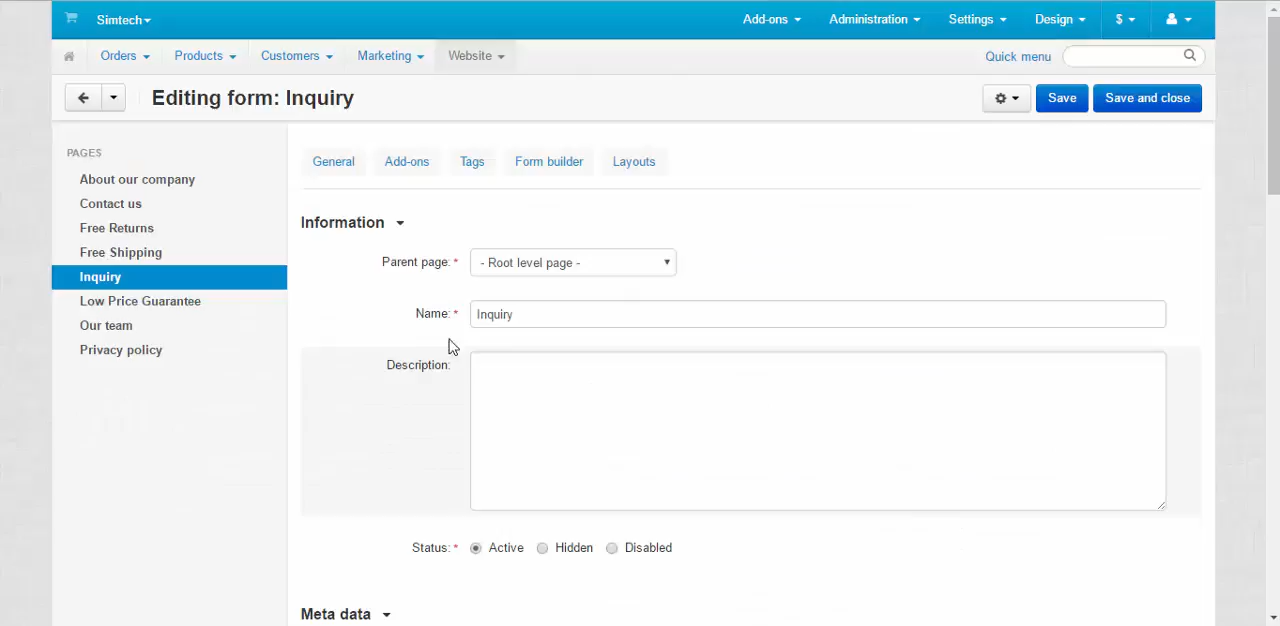 Simtech Add-ons Administration Settings Design $
Orders Products Customers Marketing Website Quick menu
Editing form: Inquiry Save Save and close
PAGES
About our company
Contact us
Free Returns
Free Shipping
Inquiry
Low Price Guarantee
Our team
Privacy policy
General Add-ons Tags Form builder Layouts
Information
Parent page: * - Root level page -
Name: * Inquiry
Description:
Status: * Active Hidden Disabled
Meta data